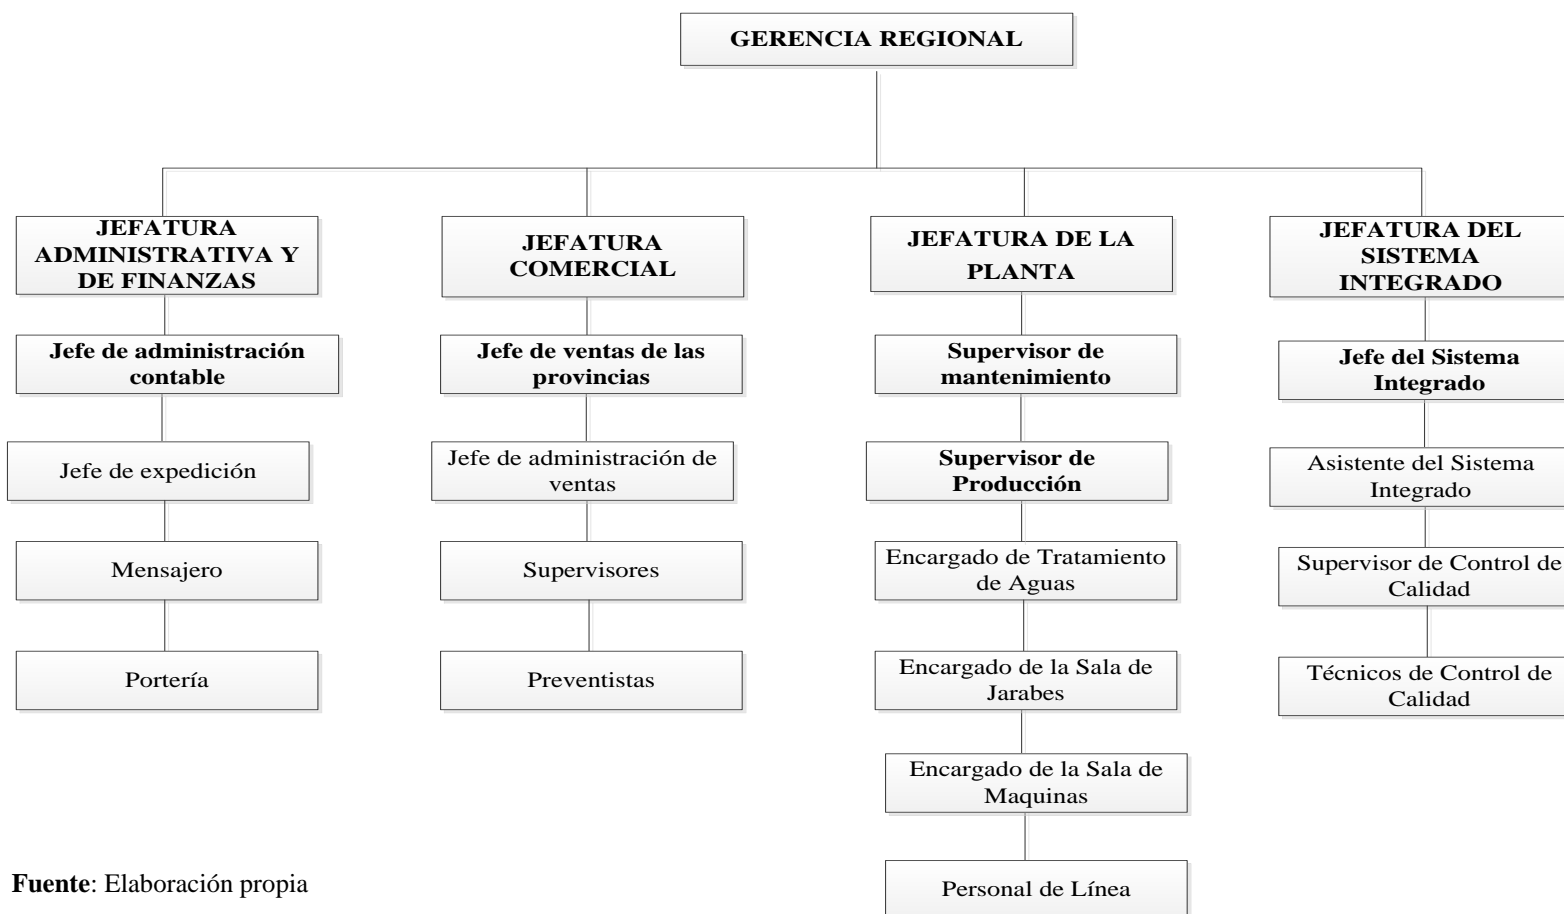 GERENCIA REGIONAL
JEFATURA
ADMINISTRATIVA Y
DE FINANZAS
JEFATURA
COMERCIAL
JEFATURA DE LA
PLANTA
JEFATURA DEL
SISTEMA
INTEGRADO
Jefe de administración
contable
Jefe de ventas de las
provincias
Supervisor de
mantenimiento
Jefe del Sistema
Integrado
Jefe de expedición
Jefe de administración de
ventas
Supervisor de
Producción
Asistente del Sistema
Integrado
Mensajero
Supervisores
Encargado de Tratamiento
de Aguas
Supervisor de Control de
Calidad
Portería
Preventistas
Encargado de la Sala de
Jarabes
Técnicos de Control de
Calidad
Encargado de la Sala de
Maquinas
Personal de Línea
Fuente: Elaboración propia